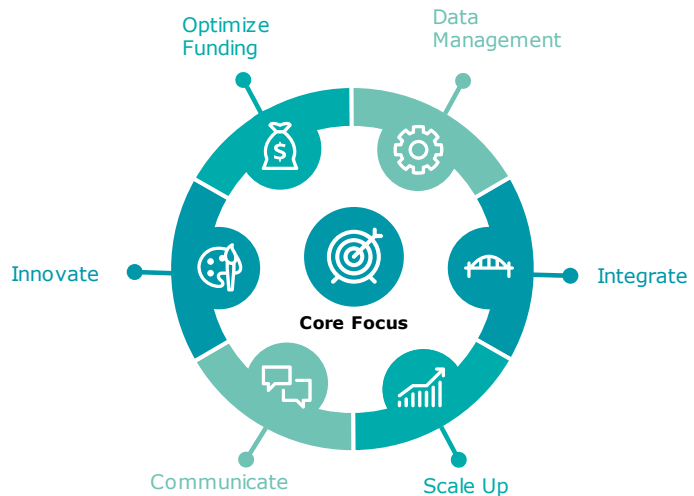 Optimize
Funding
Data
Management
$
Innovate
Integrate
Core Focus
Communicate
Scale Up